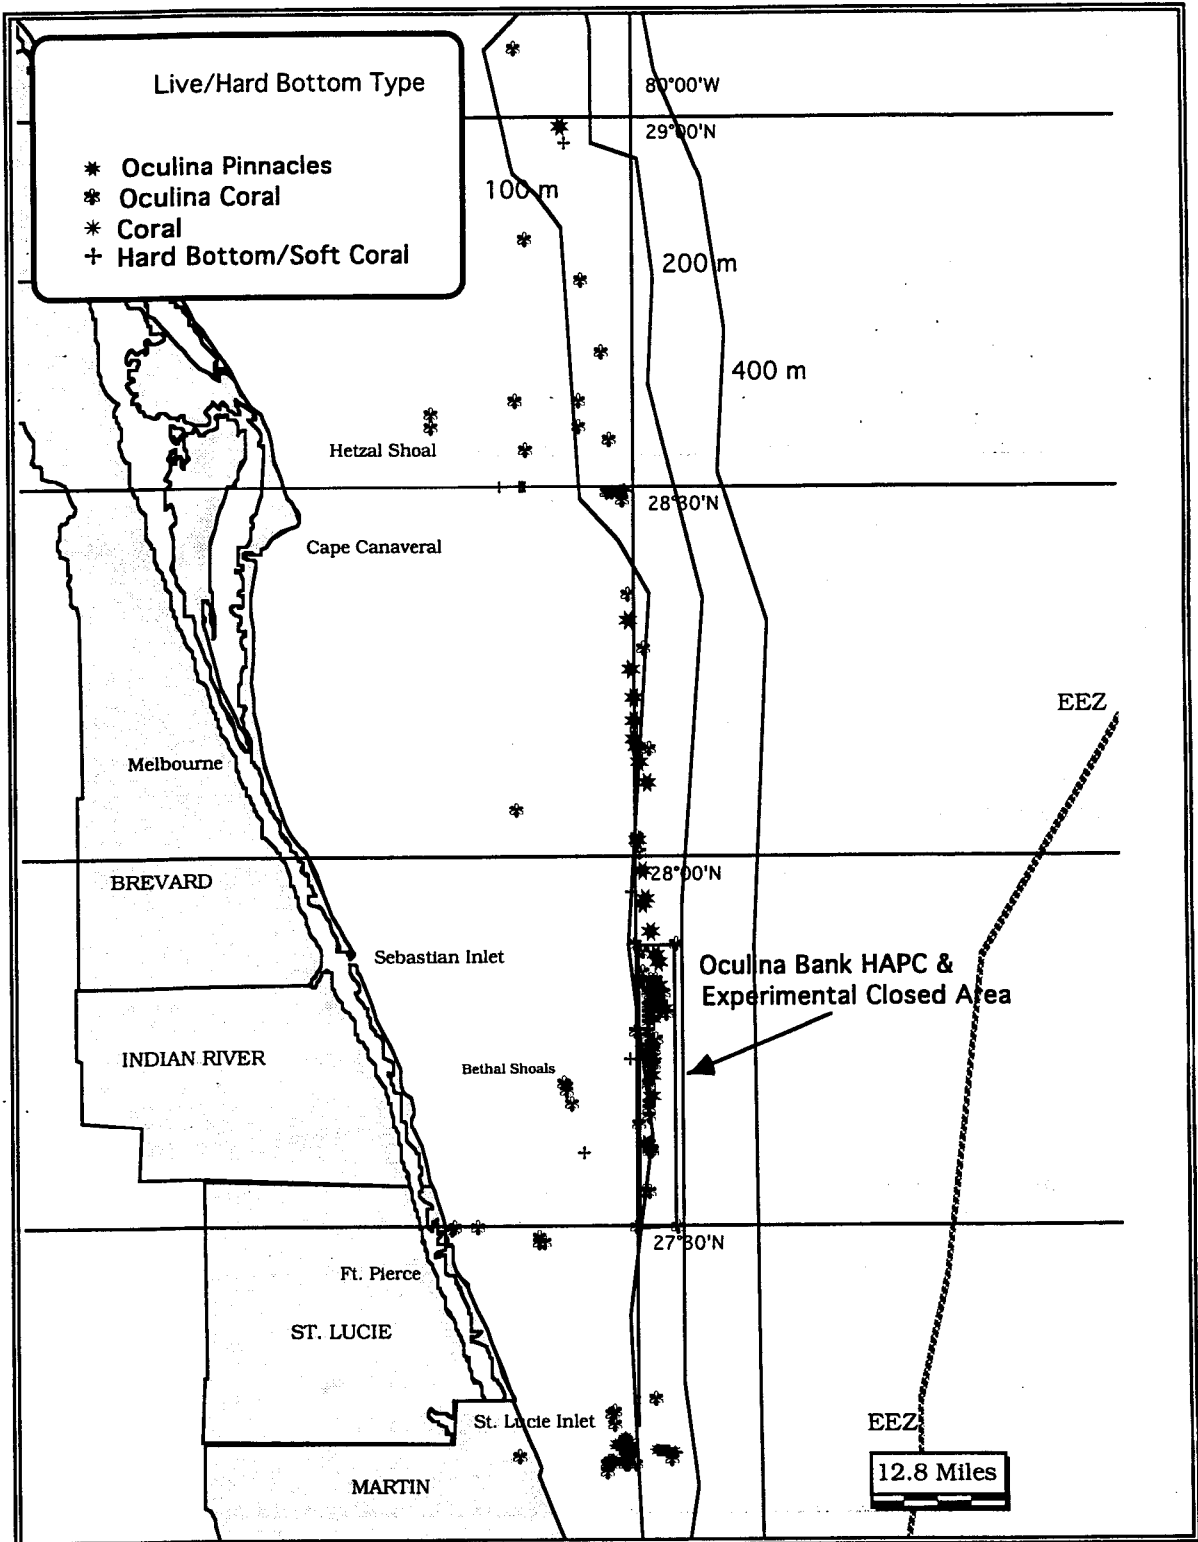 Live/Hard Bottom Type
Oculina Pinnacles
Oculina Coral
Coral
Hard Bottom/Soft Coral
80°00'W
29°00'N
100 m
200 m
400 m
Hetzal Shoal
28°30'N
Cape Canaveral
EEZ
Melbourne
28°00'N
BREVARD
Sebastian Inlet
Oculina Bank HAPC &
Experimental Closed Area
INDIAN RIVER
Bethal Shoals
27°30'N
Ft. Pierce
ST. LUCIE
St. Lucie Inlet
EEZ
12.8 Miles
MARTIN